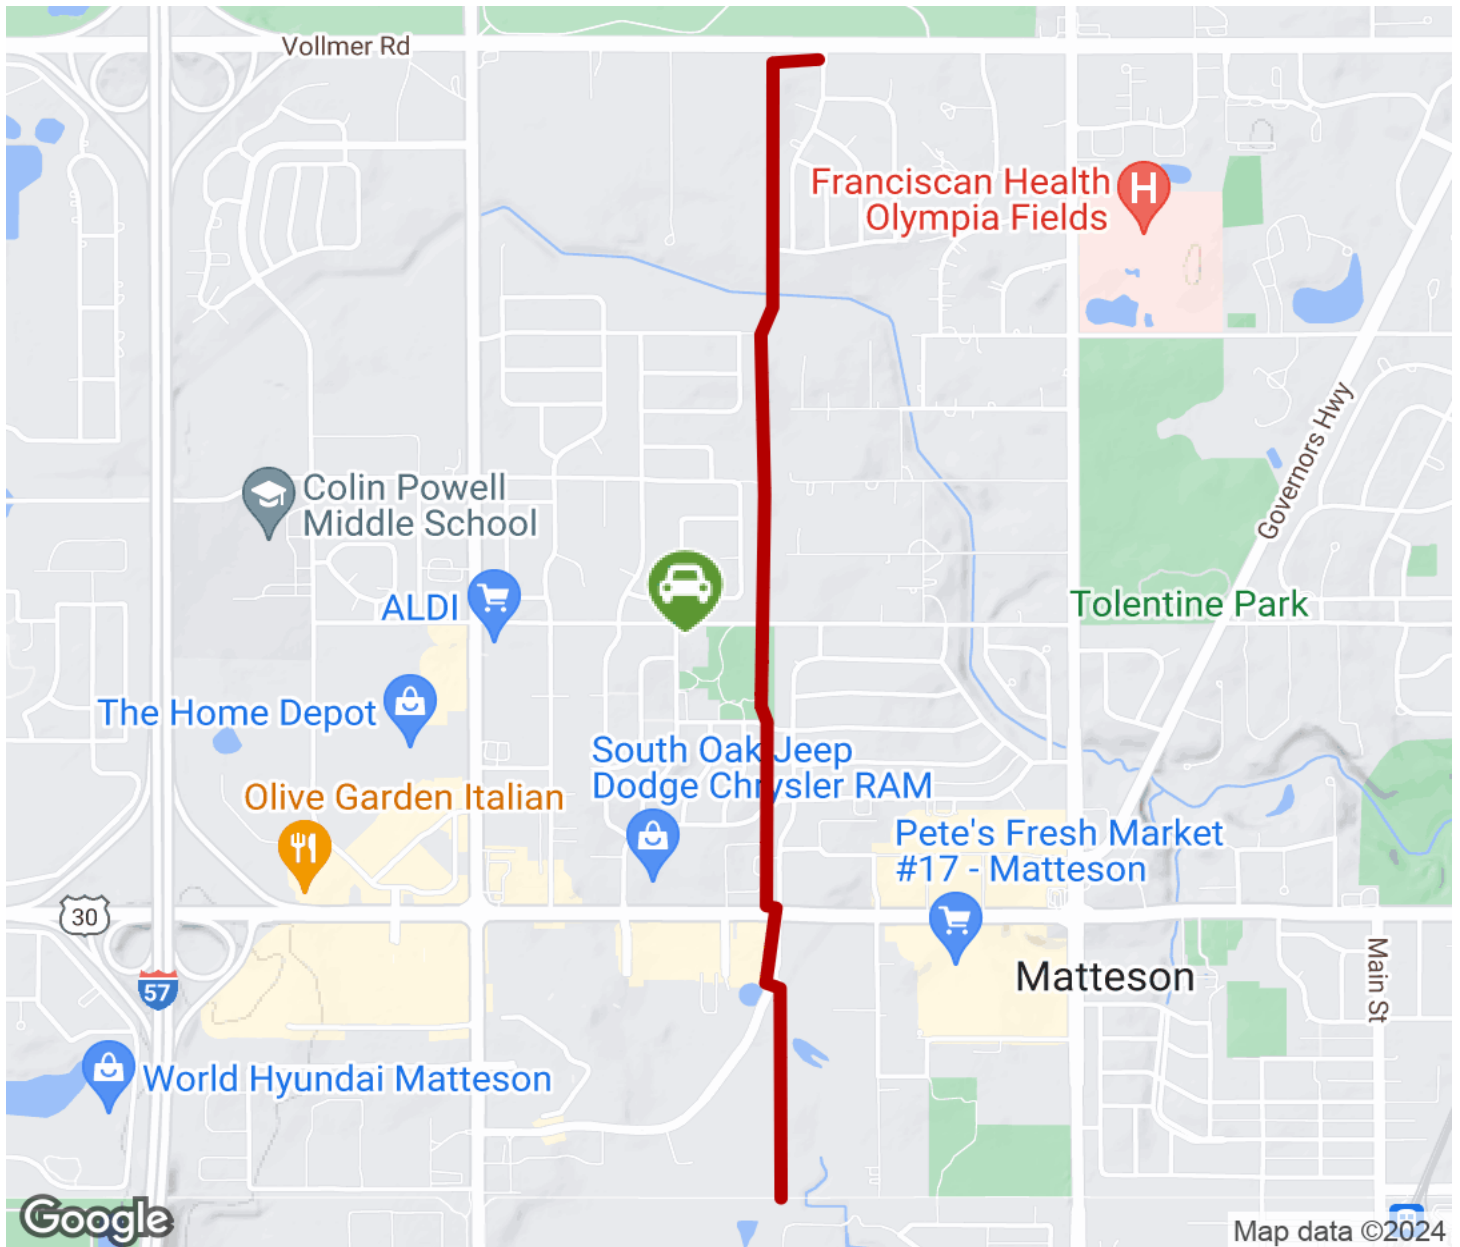 Vollmer Rd
Franciscan Health
Olympia Fields
H
Governors Hwy
Colin Powell
Middle School
ALDI
Tolentine Park
The Home Depot
South Oak Jeep
Dodge Chrysler RAM
Olive Garden Italian
Pete's Fresh Market
#17 - Matteson
30
Matteson
Main St
57
World Hyundai Matteson
Google
Map data ©2024